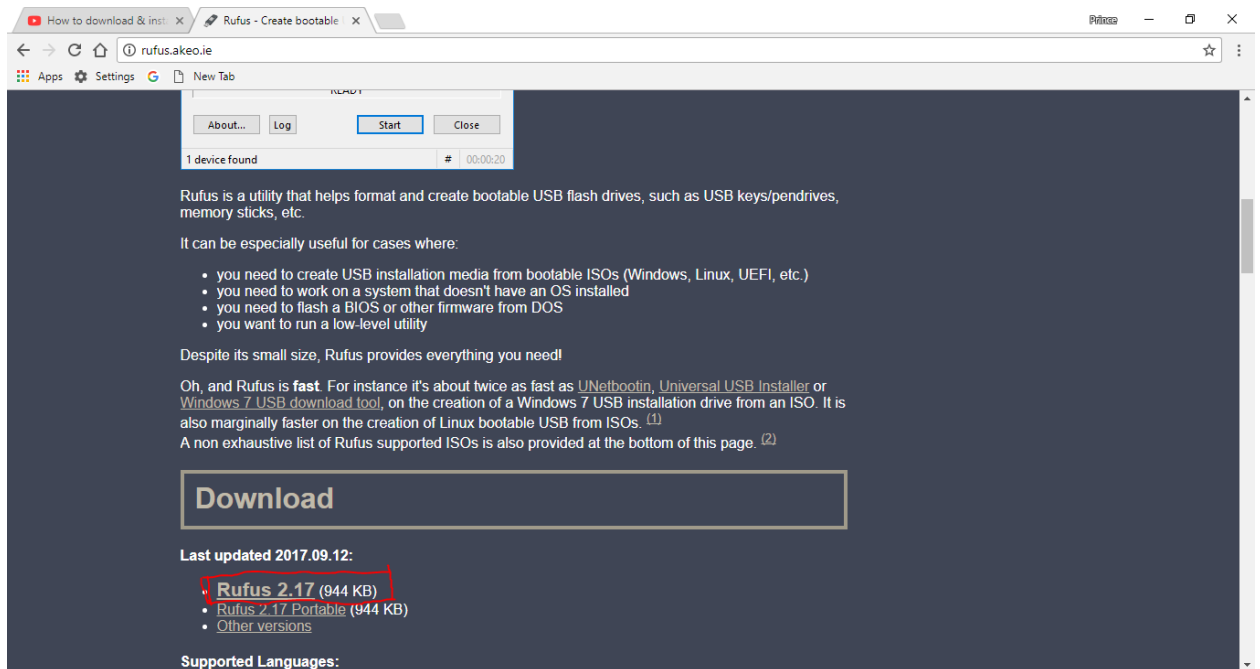 How to download & inst
Rufus - Create bootable
Prince
rufus.akeo.ie
Apps Settings New Tab
READY
About... Log Start Close
1 device found # 00:00:20
Rufus is a utility that helps format and create bootable USB flash drives, such as USB keys/pendrives,
memory sticks, etc.
It can be especially useful for cases where:
• you need to create USB installation media from bootable ISOs (Windows, Linux, UEFI, etc.)
• you need to work on a system that doesn't have an OS installed
• you need to flash a BIOS or other firmware from DOS
• you want to run a low-level utility
Despite its small size, Rufus provides everything you need!
Oh, and Rufus is fast. For instance it's about twice as fast as UNetbootin, Universal USB Installer or
Windows 7 USB download tool, on the creation of a Windows 7 USB installation drive from an ISO. It is
also marginally faster on the creation of Linux bootable USB from ISOs. (1)
A non exhaustive list of Rufus supported ISOs is also provided at the bottom of this page. (2)
Download
Last updated 2017.09.12:
• Rufus 2.17 (944 KB)
• Rufus 2.17 Portable (944 KB)
• Other versions
Supported Languages: